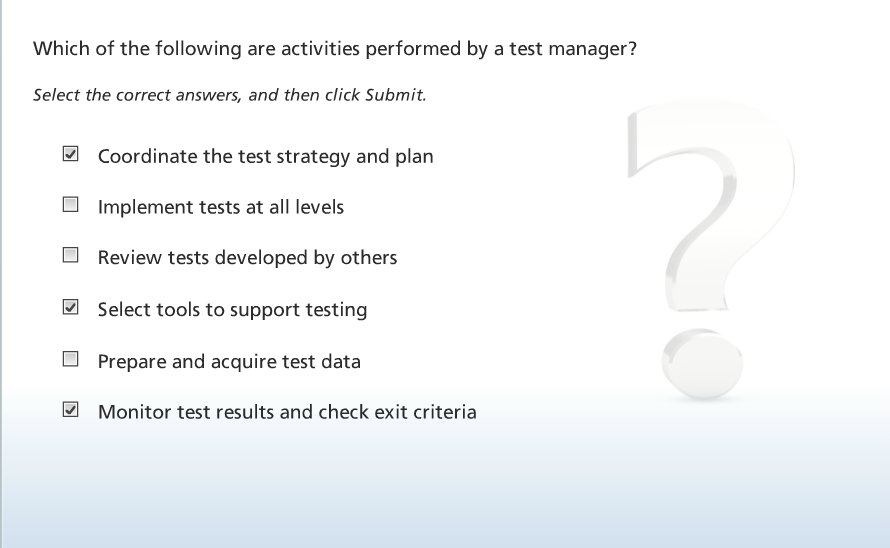 Which of the following are activities performed by a test manager?
Select the correct answers, and then click Submit.
Coordinate the test strategy and plan
Implement tests at all levels
Review tests developed by others
Select tools to support testing
Prepare and acquire test data
Monitor test results and check exit criteria